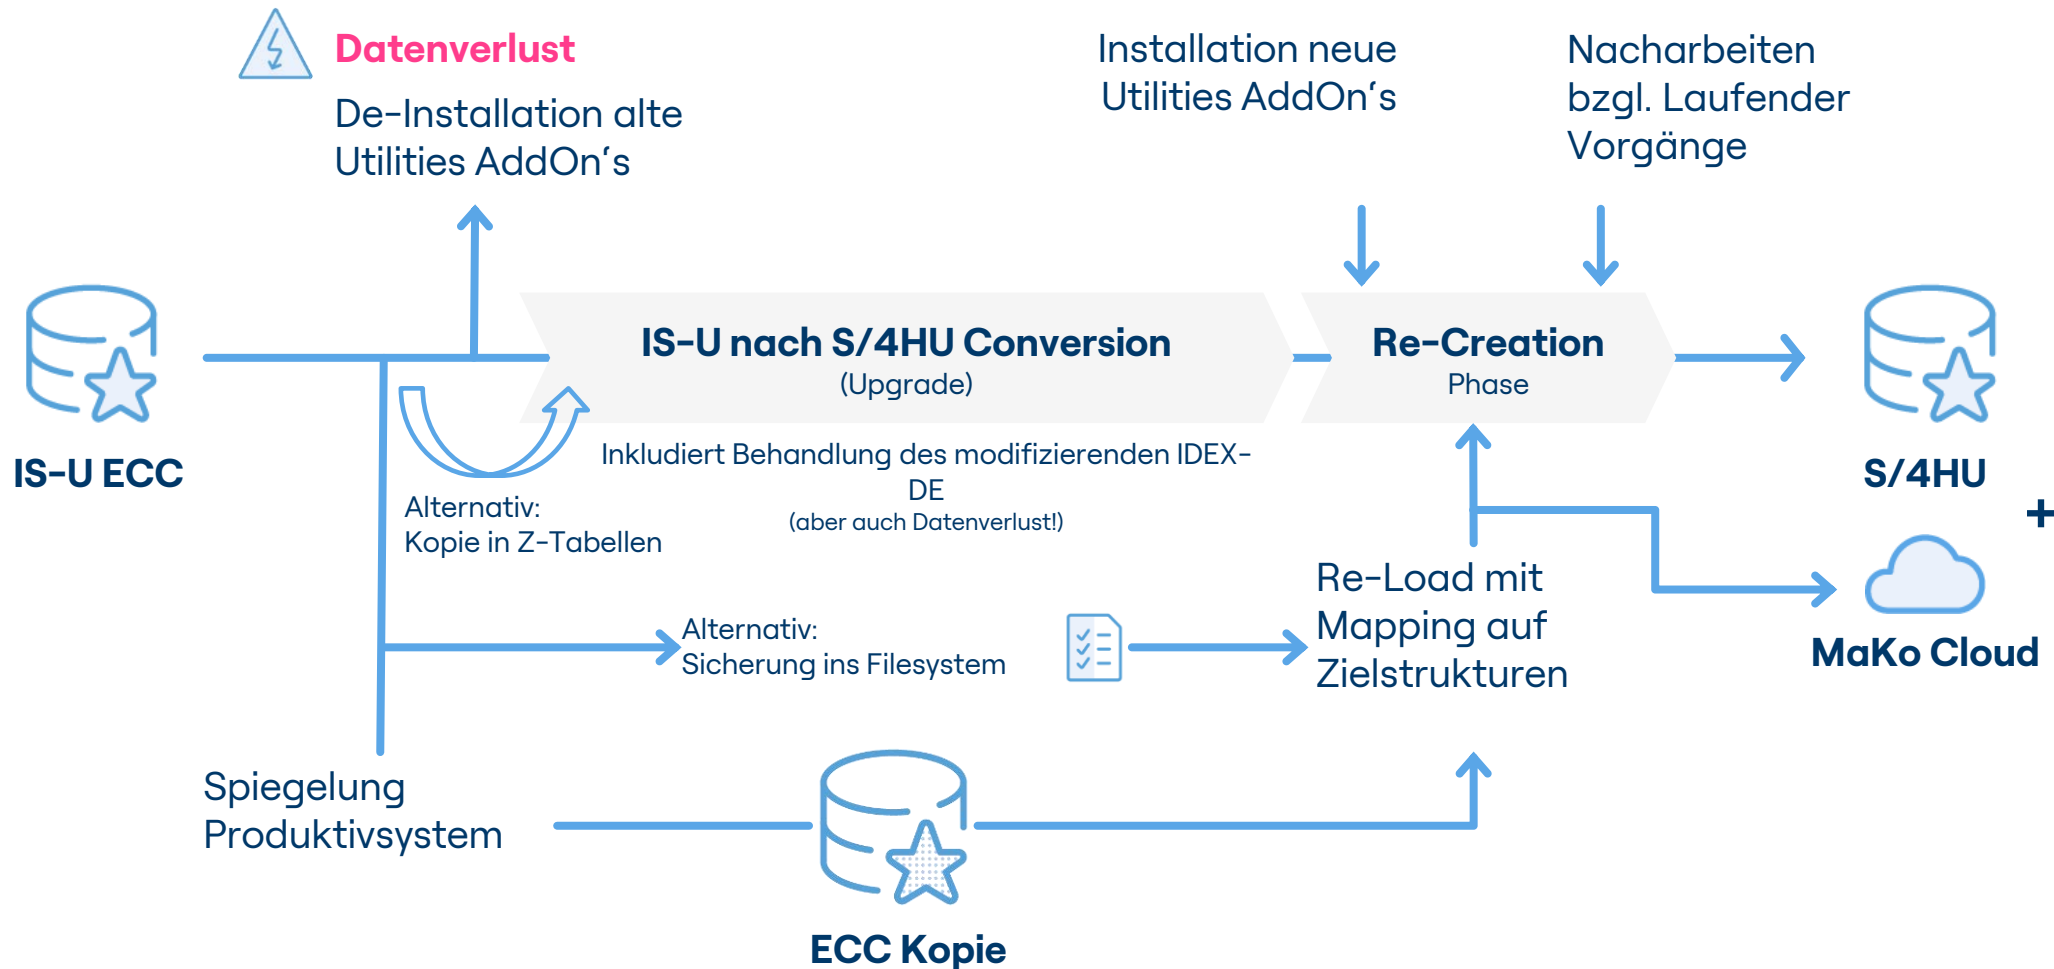 Datenverlust
De-Installation alte
Utilities AddOn‘s
Installation neue
Utilities AddOn‘s
Nacharbeiten
bzgl. Laufender
Vorgänge
IS-U ECC
IS-U nach S/4HU Conversion
(Upgrade)
Re-Creation
Phase
Inkludiert Behandlung des modifizierenden IDEX-
DE
(aber auch Datenverlust!)
Alternativ:
Kopie in Z-Tabellen
S/4HU
+
MaKo Cloud
Alternativ:
Sicherung ins Filesystem
Re-Load mit
Mapping auf
Zielstrukturen
Spiegelung
Produktivsystem
ECC Kopie